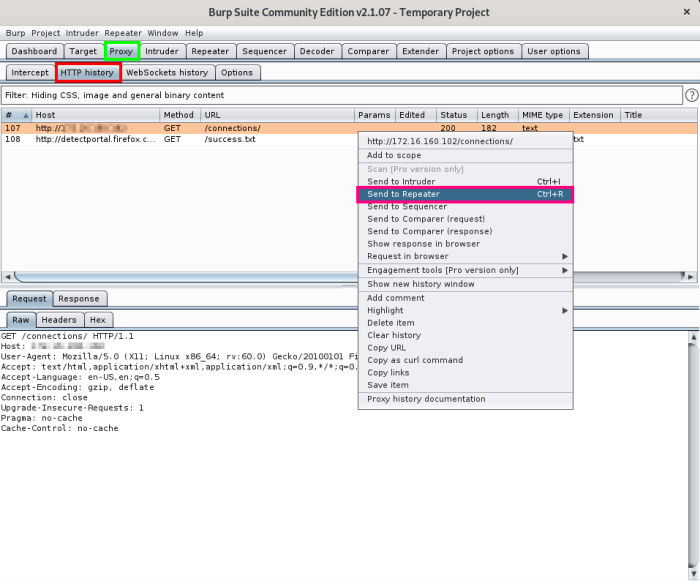 Burp Suite Community Edition v2.1.07 - Temporary Project
Burp Project Intruder Repeater Window Help
Dashboard Target Proxy Intruder Repeater Sequencer Decoder Comparer Extender Project options User options
Intercept HTTP history WebSockets history Options
Filter: Hiding CSS, image and general binary content
# Host Method URL Params Edited Status Length MIME type Extension Title
107 http:// GET /connections/ 200 182 text
108 http://detectportal.firefox.c... GET /success.txt txt
http://172.16.160.102/connections/
Add to scope
Scan [Pro version only]
Send to Intruder Ctrl+I
Send to Repeater Ctrl+R
Send to Sequencer
Send to Comparer (request)
Send to Comparer (response)
Show response in browser
Request in browser
Engagement tools [Pro version only]
Show new history window
Add comment
Highlight
Delete item
Clear history
Copy URL
Copy as curl command
Copy links
Save item
Proxy history documentation
Request Response
Raw Headers Hex
GET /connections/ HTTP/1.1
Host:
User-Agent: Mozilla/5.0 (X11; Linux x86_64; rv:60.0) Gecko/20100101 Fi
Accept: text/html,application/xhtml+xml,application/xml;q=0.9,*/*;q=0.
Accept-Language: en-US,en;q=0.5
Accept-Encoding: gzip, deflate
Connection: close
Upgrade-Insecure-Requests: 1
Pragma: no-cache
Cache-Control: no-cache